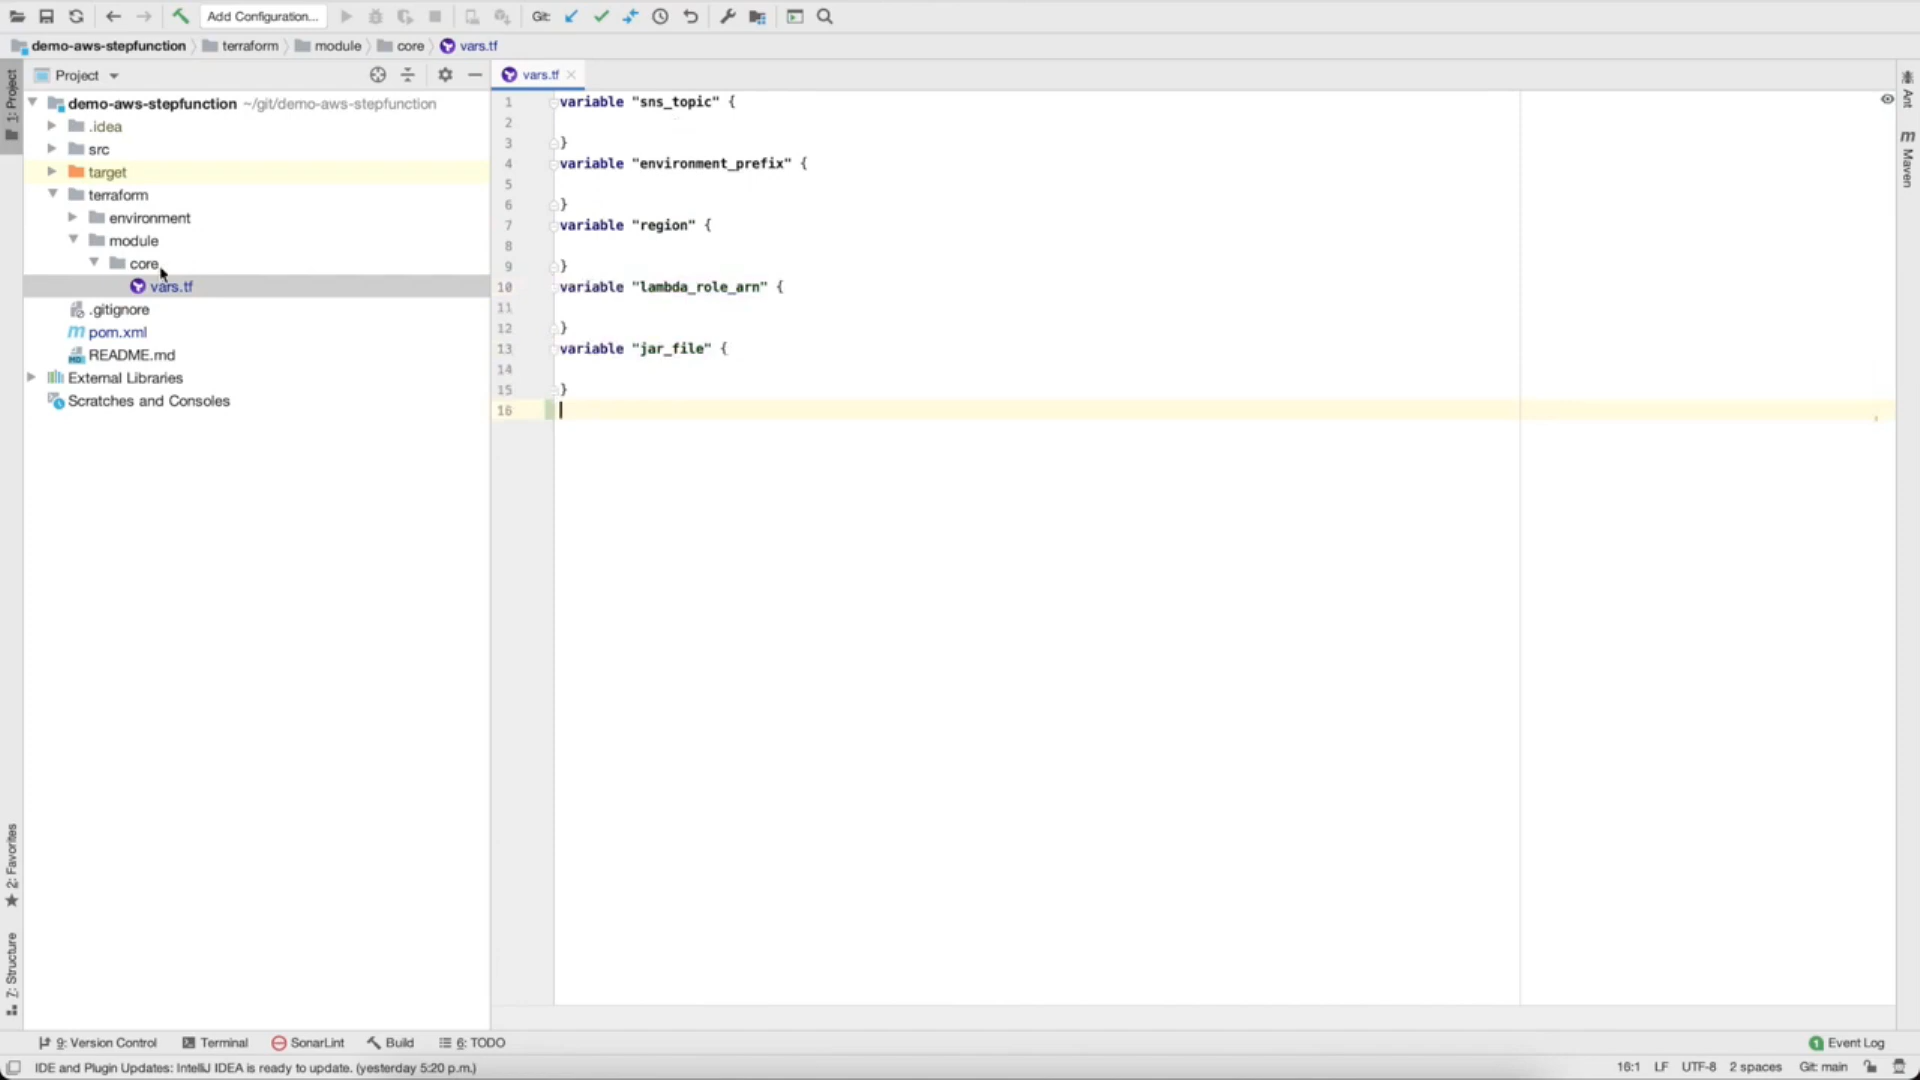 Add Configuration...
Git:
demo-aws-stepfunction
terraform
module
core
vars.tf
1: Project
Project
vars.tf
demo-aws-stepfunction ~/git/demo-aws-stepfunction
.idea
src
target
terraform
environment
module
core
vars.tf
.gitignore
pom.xml
README.md
External Libraries
Scratches and Consoles
1 variable "sns_topic" {
2
3 }
4 variable "environment_prefix" {
5
6 }
7 variable "region" {
8
9 }
10 variable "lambda_role_arn" {
11
12 }
13 variable "jar_file" {
14
15 }
16
Ant
m
Maven
2: Favorites
Z: Structure
9: Version Control
Terminal
SonarLint
Build
6: TODO
1 Event Log
IDE and Plugin Updates: IntelliJ IDEA is ready to update. (yesterday 5:20 p.m.)
16:1 LF UTF-8 2 spaces Git: main